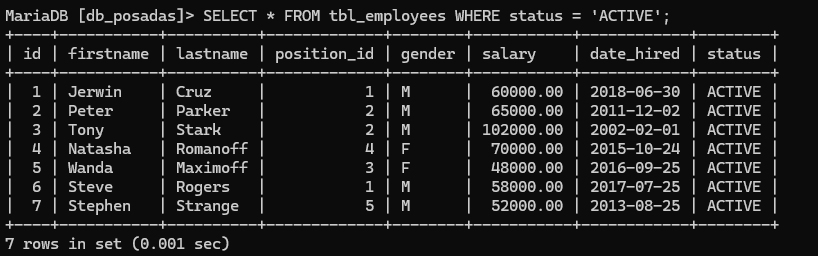 MariaDB [db_posadas]> SELECT * FROM tbl_employees WHERE status = 'ACTIVE';
+----+-----------+-----------+-------------+--------+-----------+------------+--------+
| id | firstname | lastname  | position_id | gender | salary    | date_hired | status |
+----+-----------+-----------+-------------+--------+-----------+------------+--------+
|  1 | Jerwin    | Cruz      |           1 | M      |  60000.00 | 2018-06-30 | ACTIVE |
|  2 | Peter     | Parker    |           2 | M      |  65000.00 | 2011-12-02 | ACTIVE |
|  3 | Tony      | Stark     |           2 | M      | 102000.00 | 2002-02-01 | ACTIVE |
|  4 | Natasha   | Romanoff  |           4 | F      |  70000.00 | 2015-10-24 | ACTIVE |
|  5 | Wanda     | Maximoff  |           3 | F      |  48000.00 | 2016-09-25 | ACTIVE |
|  6 | Steve     | Rogers    |           1 | M      |  58000.00 | 2017-07-25 | ACTIVE |
|  7 | Stephen   | Strange   |           5 | M      |  52000.00 | 2013-08-25 | ACTIVE |
+----+-----------+-----------+-------------+--------+-----------+------------+--------+
7 rows in set (0.001 sec)